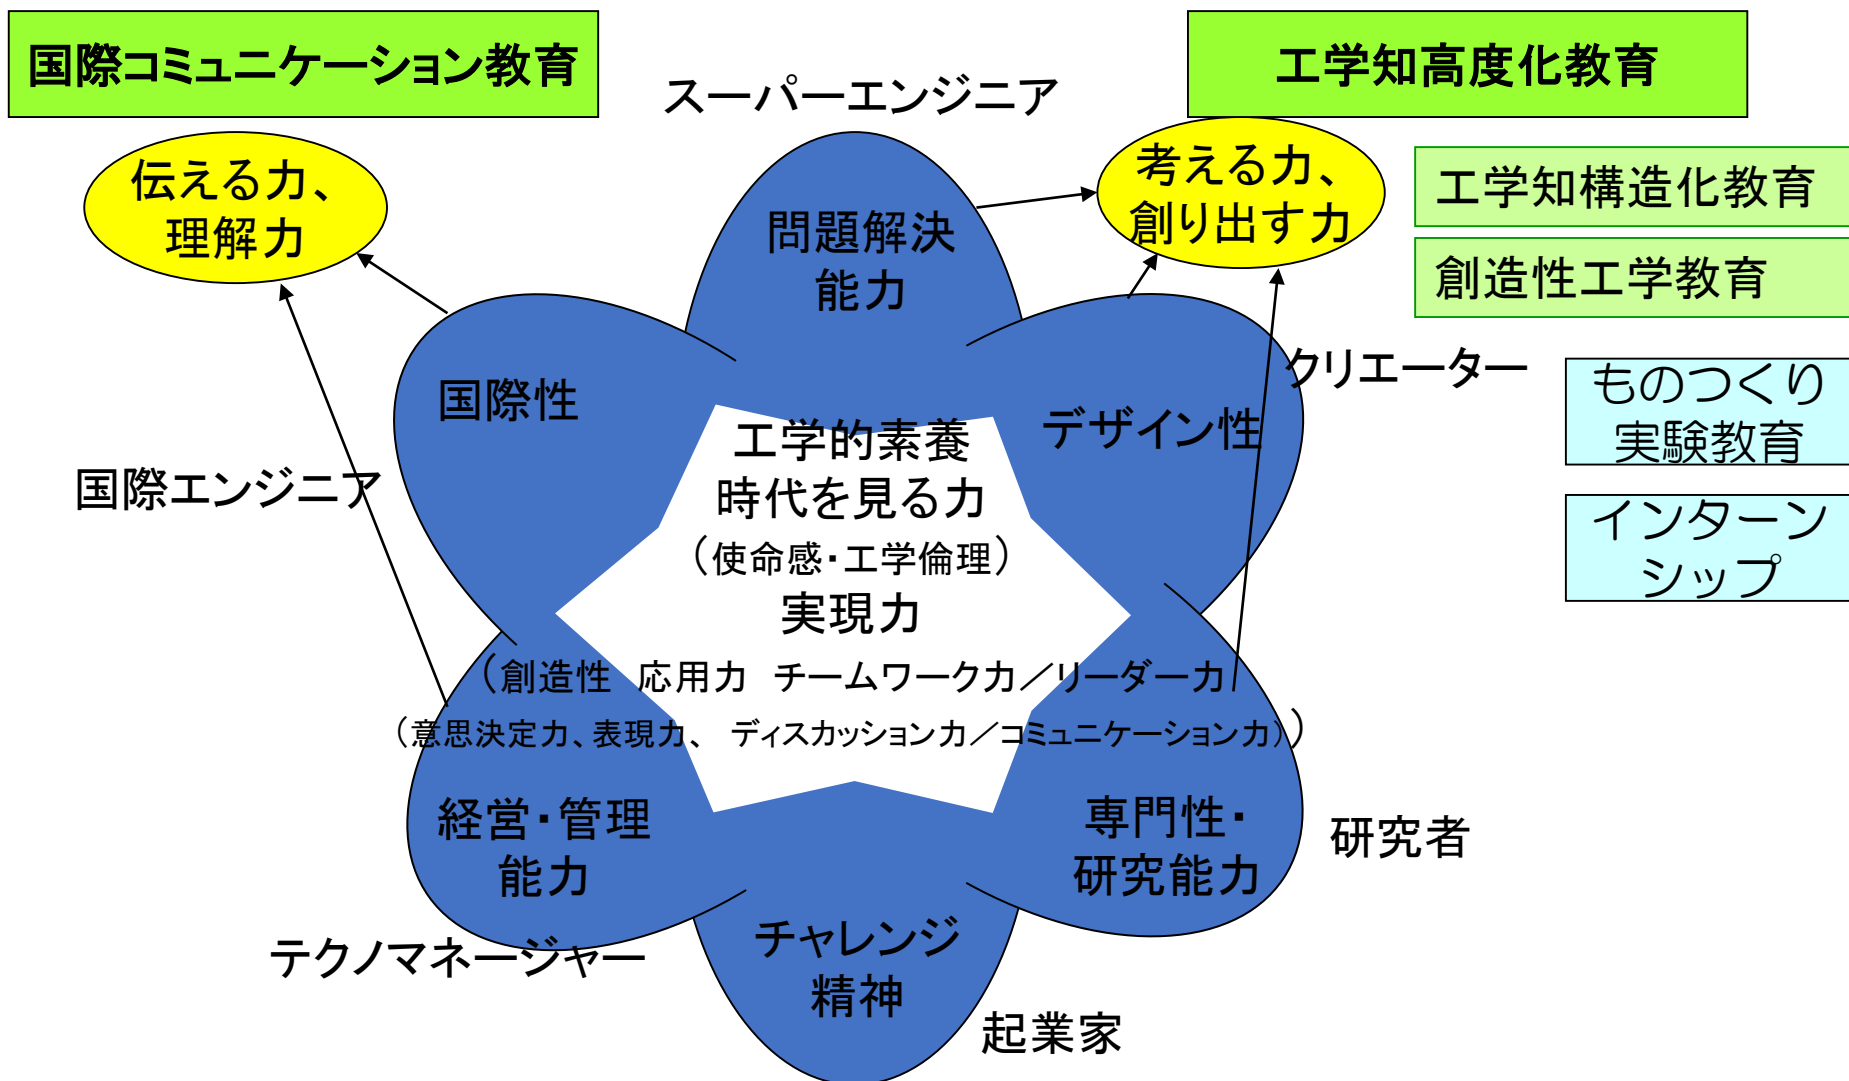 国際コミュニケーション教育
工学知高度化教育
スーパーエンジニア
伝える力、
理解力
考える力、
創り出す力
工学知構造化教育
創造性工学教育
問題解決
能力
クリエーター
ものつくり
実験教育
国際性
デザイン性
工学的素養
時代を見る力
（使命感・工学倫理）
実現力
国際エンジニア
インターン
シップ
（創造性　応用力　チームワーク力／リーダー力
（意思決定力、表現力、　ディスカッション力／コミュニケーション力））
経営・管理
能力
専門性・
研究能力
研究者
テクノマネージャー
チャレンジ
精神
起業家